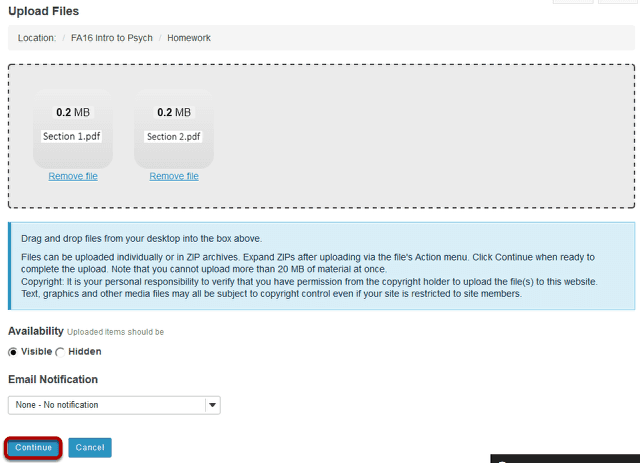 Upload Files
Location: / FA16 Intro to Psych / Homework
0.2 MB 0.2 MB
Section 1.pdf Section 2.pdf
Remove file Remove file
Drag and drop files from your desktop into the box above.
Files can be uploaded individually or in ZIP archives. Expand ZIPs after uploading via the file's Action menu. Click Continue when ready to
complete the upload. Note that you cannot upload more than 20 MB of material at once.
Copyright: It is your personal responsibility to verify that you have permission from the copyright holder to upload the file(s) to this website.
Text, graphics and other media files may all be subject to copyright control even if your site is restricted to site members.
Availability Uploaded items should be
Visible Hidden
Email Notification
None - No notification
Continue Cancel